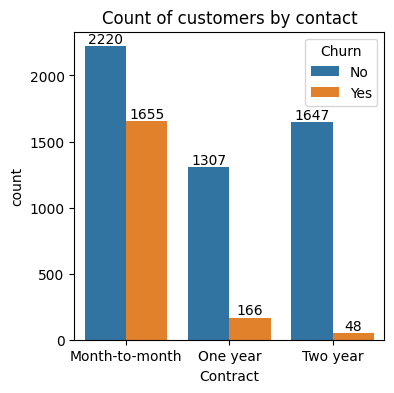 Count of customers by contact
2220
1655
1307
166
1647
48
Churn
No
Yes
2000
1500
1000
500
0
count
Month-to-month
One year
Two year
Contract